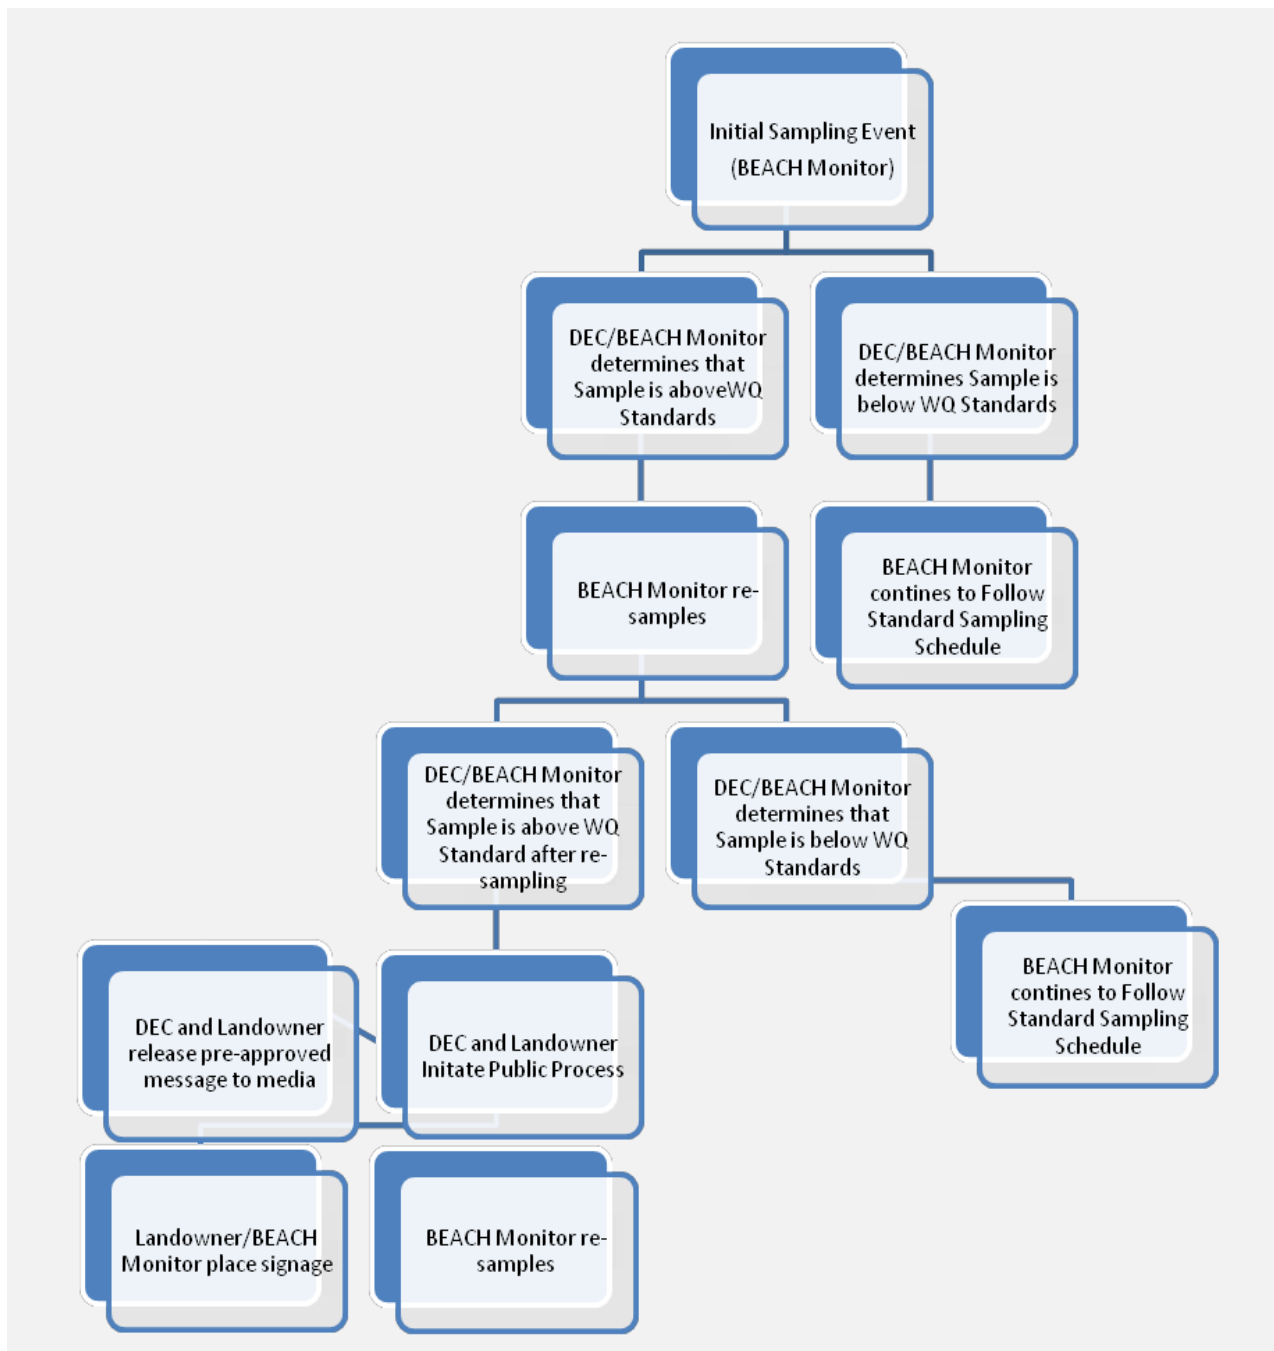 Initial Sampling Event
(BEACH Monitor)
DEC/BEACH Monitor
determines that
Sample is aboveWQ
Standards
DEC/BEACH Monitor
determines Sample is
below WQ Standards
BEACH Monitor re-
samples
BEACH Monitor
contines to Follow
Standard Sampling
Schedule
DEC/BEACH Monitor
determines that
Sample is above WQ
Standard after re-
sampling
DEC/BEACH Monitor
determines that
Sample is below WQ
Standards
DEC and Landowner
release pre-approved
message to media
DEC and Landowner
Initate Public Process
BEACH Monitor
contines to Follow
Standard Sampling
Schedule
Landowner/BEACH
Monitor place signage
BEACH Monitor re-
samples